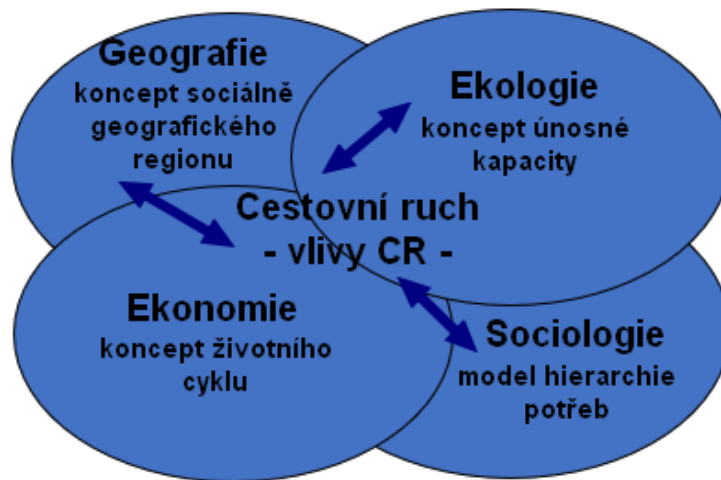 Geografie
koncept sociálně
geografického
regionu
Ekologie
koncept únosné
kapacity
Cestovní ruch
- vlivy CR -
Ekonomie
koncept životního
cyklu
Sociologie
model hierarchie
potřeb